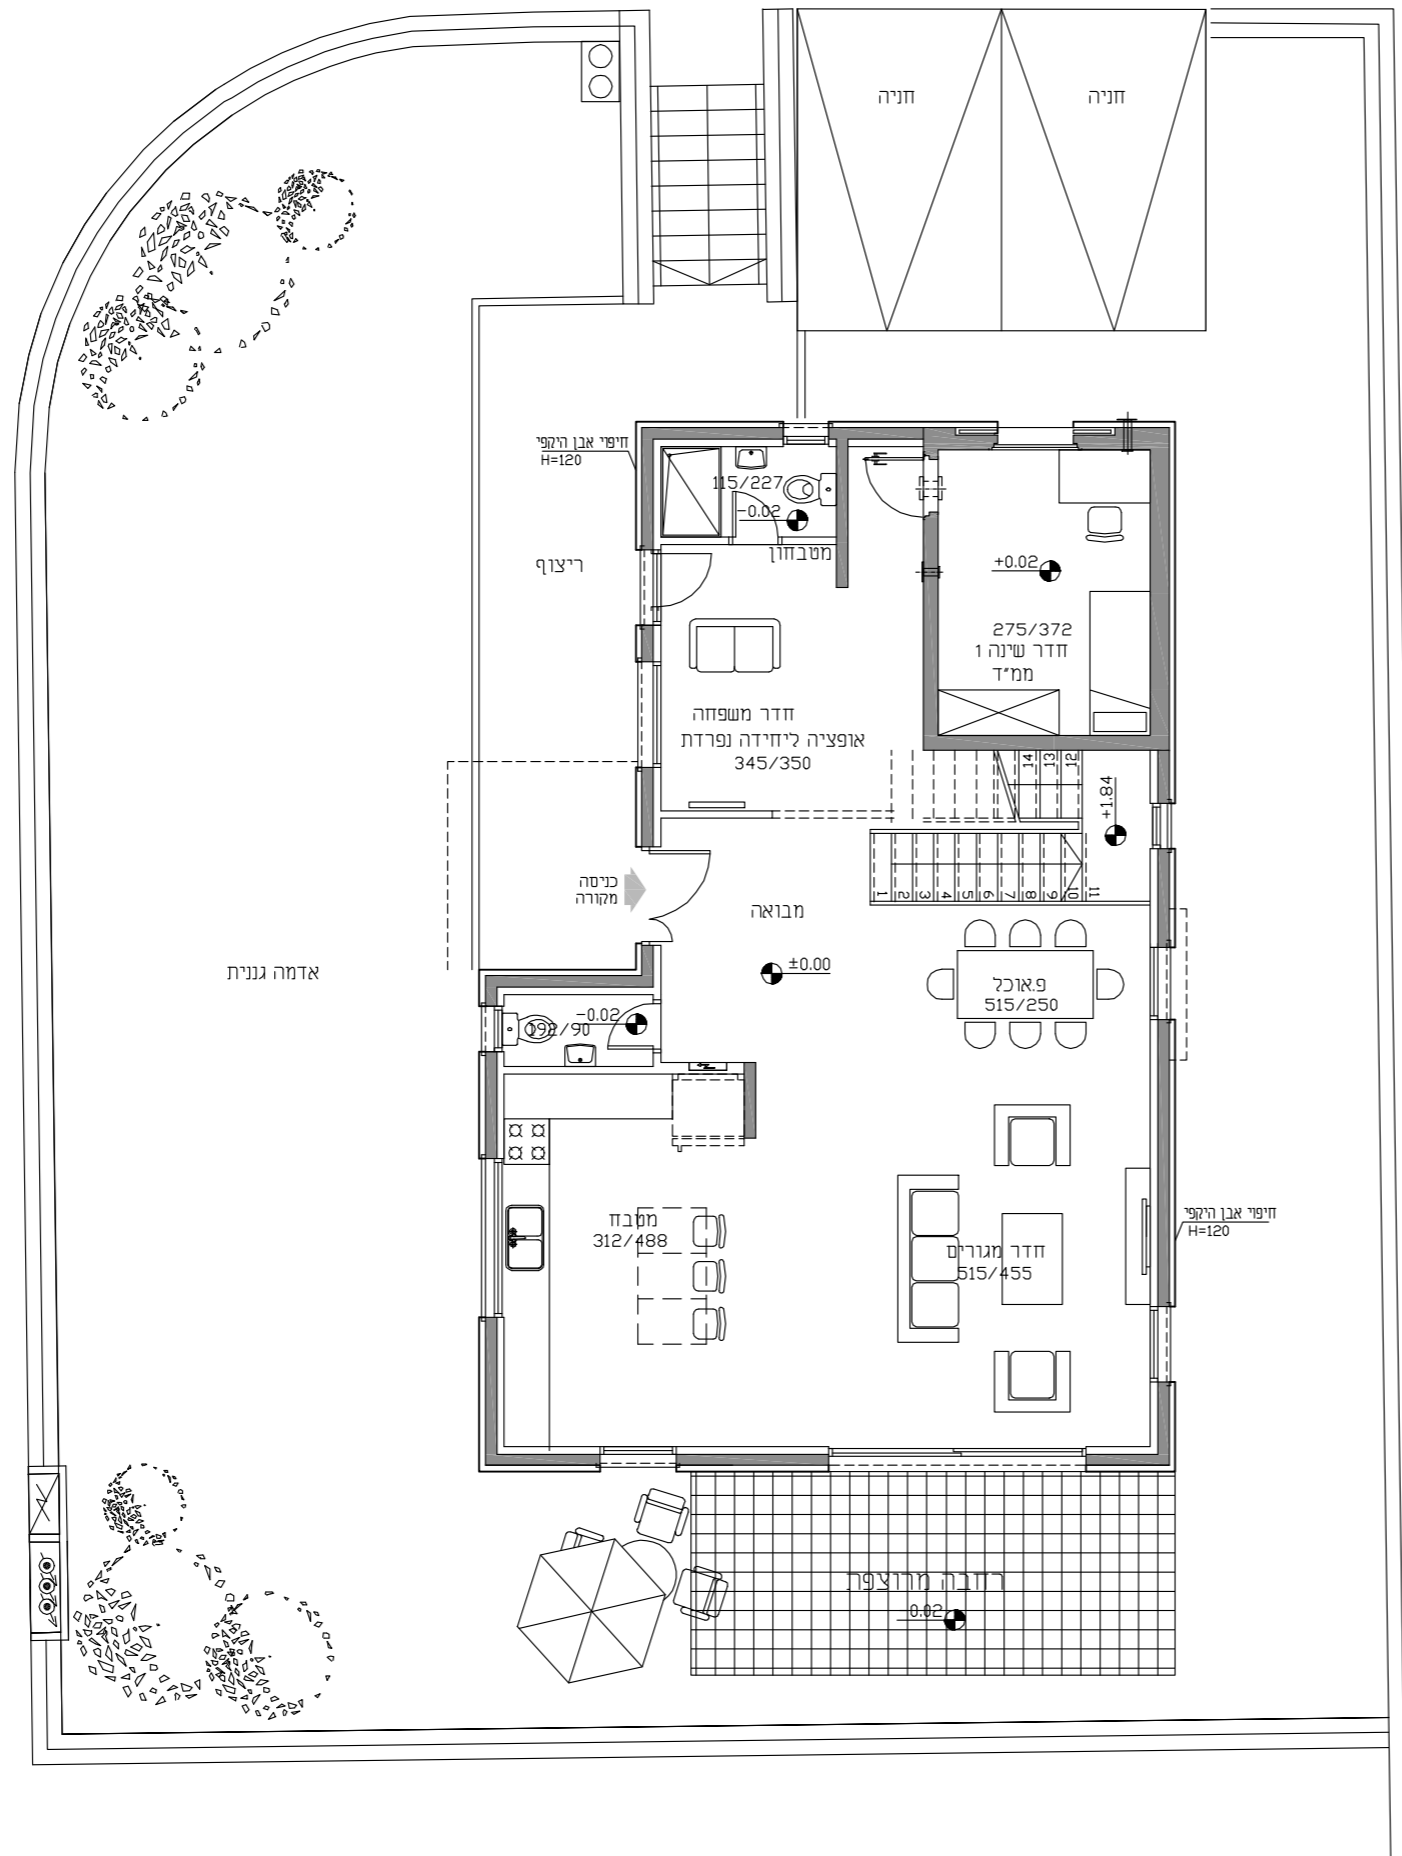 חניה
חניה
חיפוי אבן היקפי
H=120
115/227
-0.02
מטבחון
ריצוף
+0.02
275/372
חדר שינה 1
ממ"ד
חדר משפחה
אופציה ליחידה נפרדת
345/350
14
13
12
+1.84
1
2
3
4
5
6
7
8
9
10
11
כניסה
מקורה
מבואה
±0.00
אדמה גננית
פ.אוכל
515/250
-0.02
192/90
מטבח
312/488
חדר מגורים
515/455
חיפוי אבן היקפי
H=120
רחבה מרוצפת
-0.02